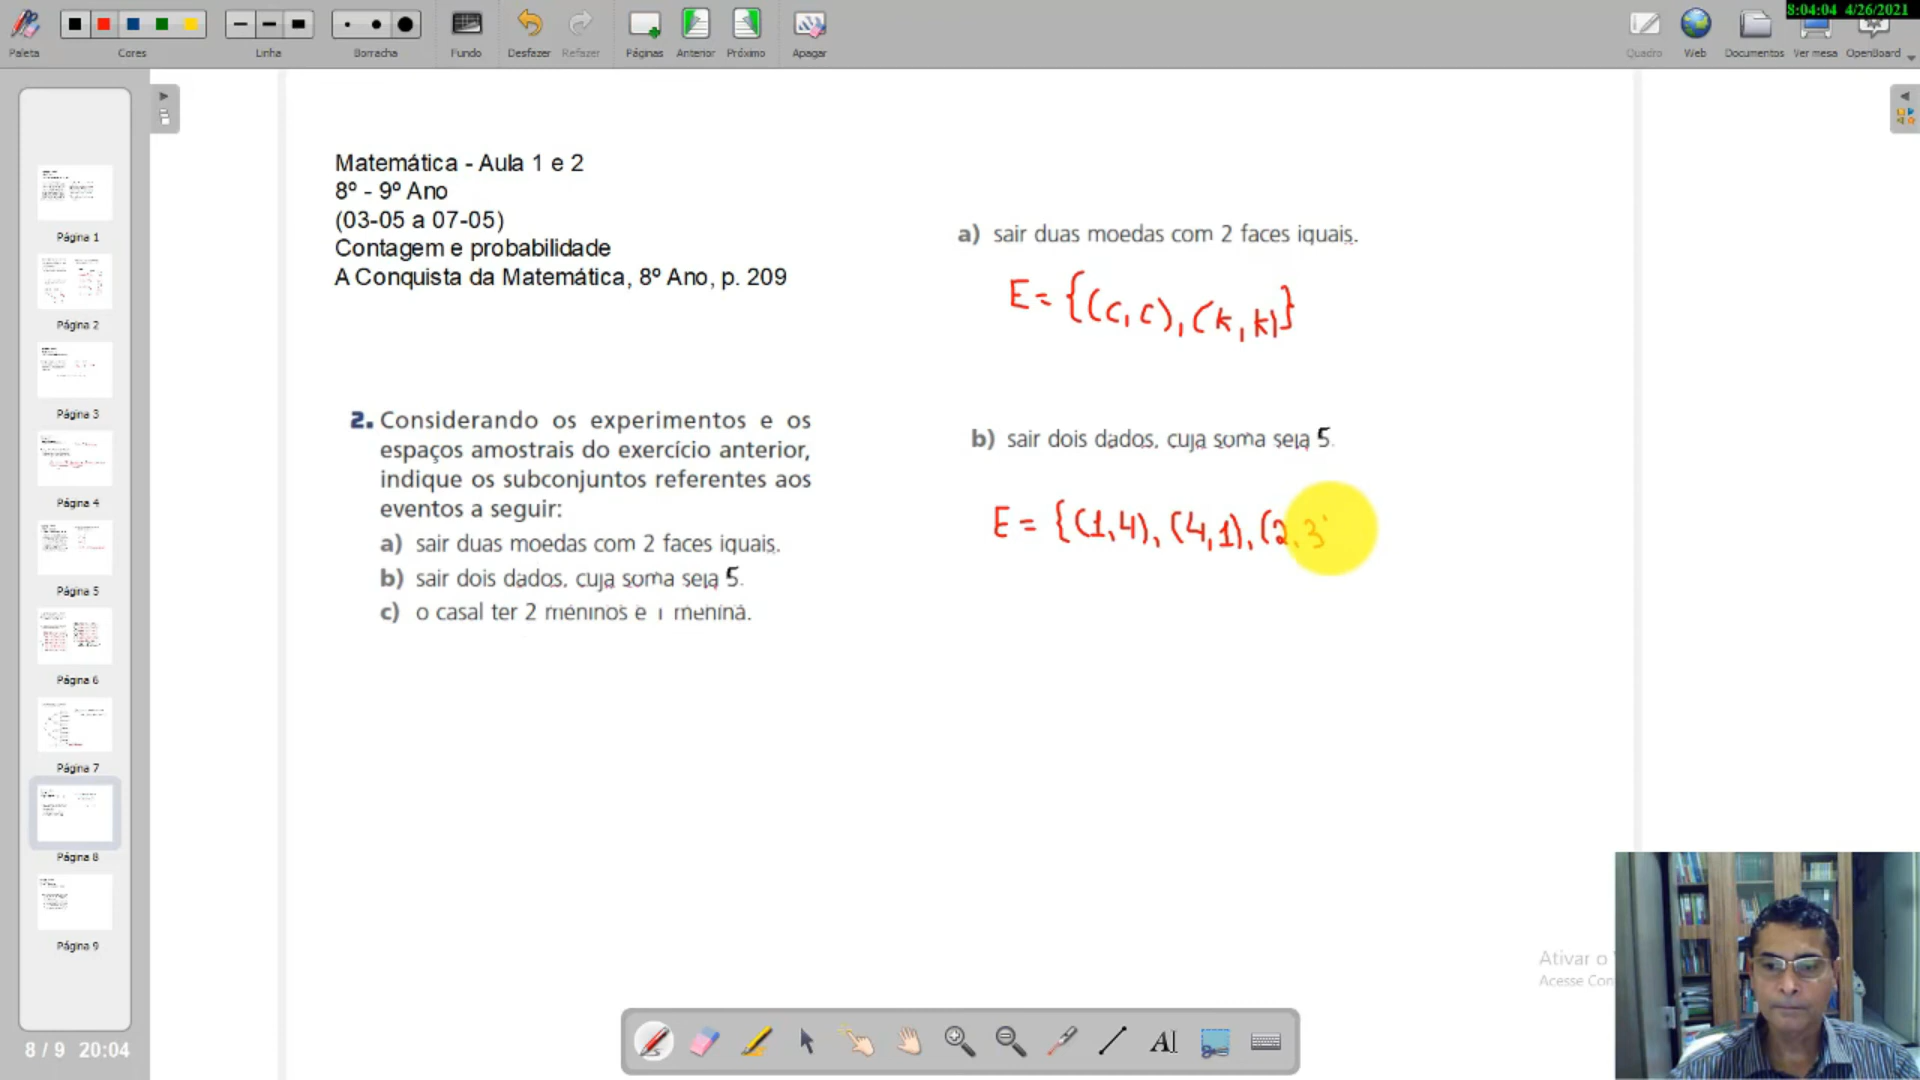 8:04:04 4/26/2021
Paleta
Cores
Linha
Borracha
Fundo
Desfazer
Refazer
Páginas
Anterior
Próximo
Apagar
Quadro
Web
Documentos
Ver mesa
OpenBoard
Página 1
Página 2
Página 3
Página 4
Página 5
Página 6
Página 7
Página 8
Página 9
8 / 9 20:04
Matemática - Aula 1 e 2
8º - 9º Ano
(03-05 a 07-05)
Contagem e probabilidade
A Conquista da Matemática, 8º Ano, p. 209
2. Considerando os experimentos e os
espaços amostrais do exercício anterior,
indique os subconjuntos referentes aos
eventos a seguir:
a) sair duas moedas com 2 faces iguais.
b) sair dois dados, cuja soma seja 5.
c) o casal ter 2 meninos e 1 menina.
a) sair duas moedas com 2 faces iguais.
E = {(C, C), (K, K)}
b) sair dois dados, cuja soma seja 5.
E = {(1,4), (4,1), (2,3
Ativar o
AI